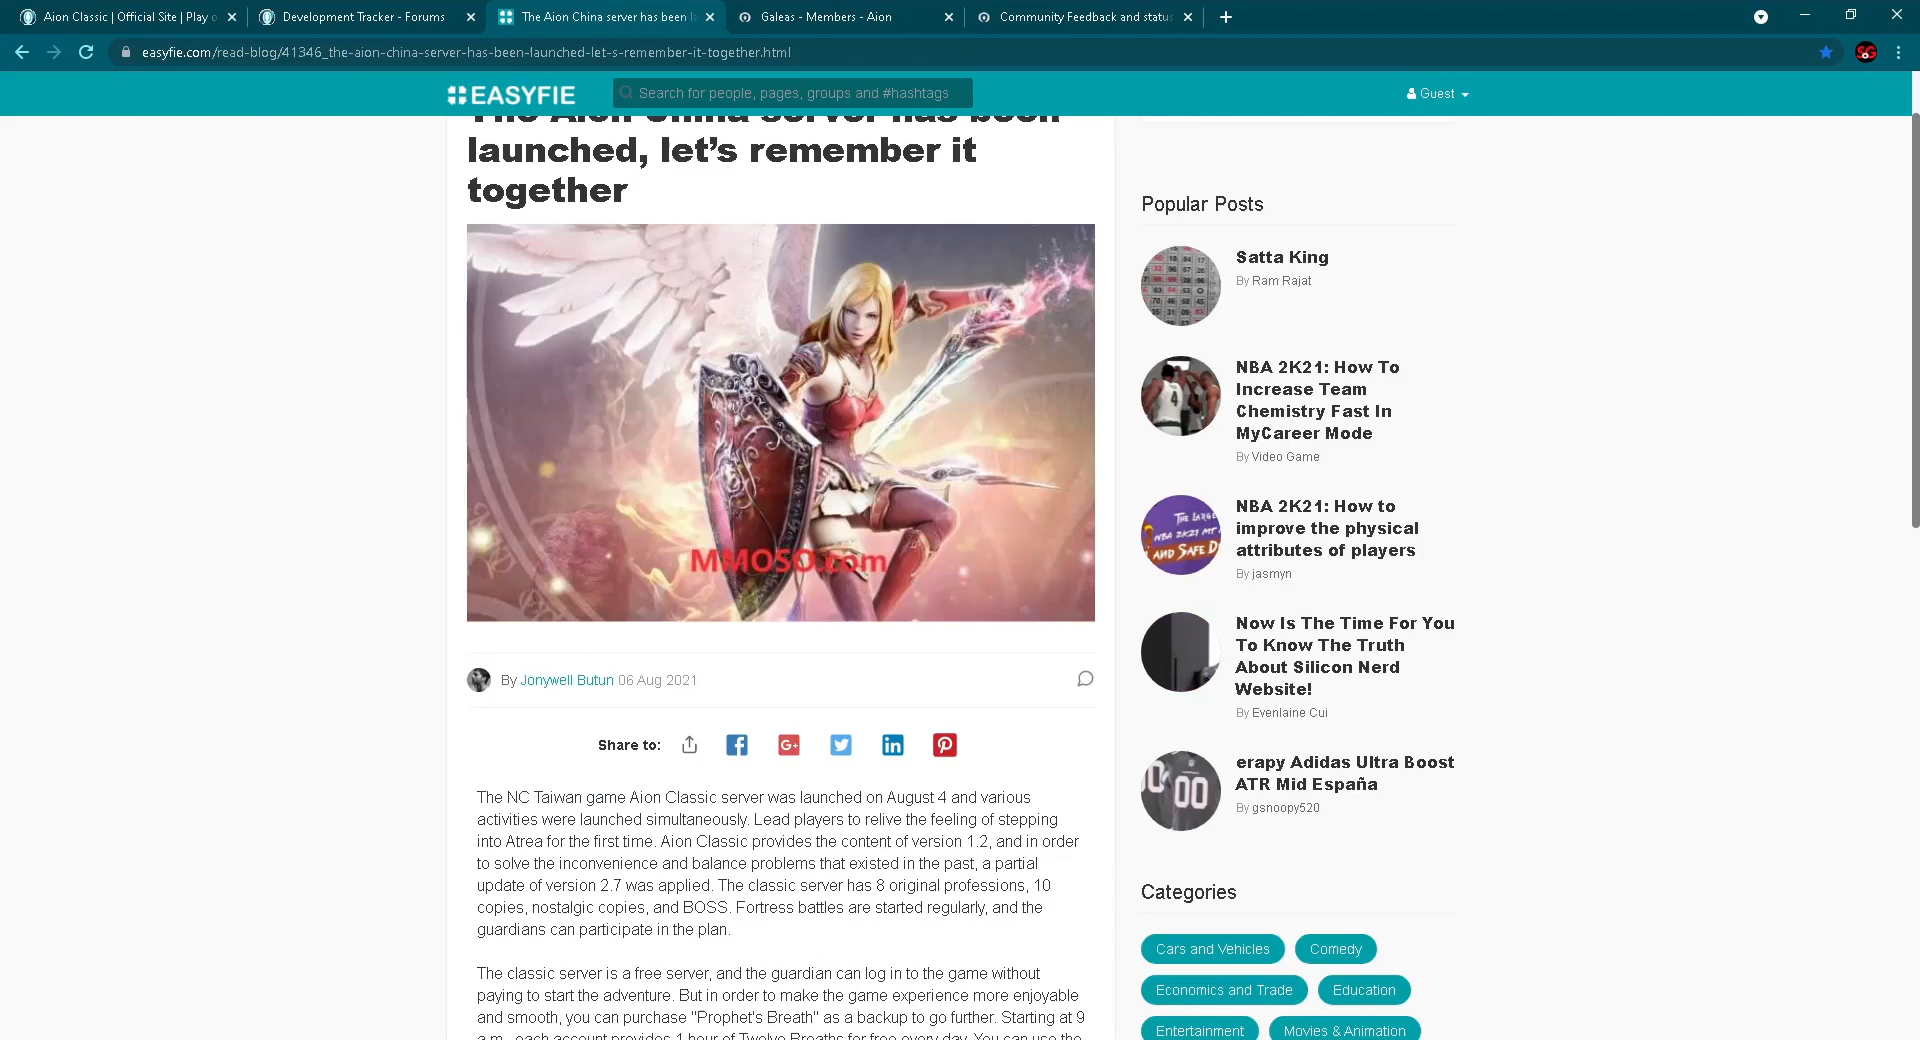 Aion Classic | Official Site | Play o
Development Tracker - Forums
The Aion China server has been la
Galeas - Members - Aion
Community Feedback and status
easyfie.com/read-blog/41346_the-aion-china-server-has-been-launched-let-s-remember-it-together.html
EASYFIE
Search for people, pages, groups and #hashtags
Guest
The Aion China server has been
launched, let’s remember it
together
MMOSO.com
By Jonywell Butun 06 Aug 2021
Share to:
The NC Taiwan game Aion Classic server was launched on August 4 and various
activities were launched simultaneously. Lead players to relive the feeling of stepping
into Atrea for the first time. Aion Classic provides the content of version 1.2, and in order
to solve the inconvenience and balance problems that existed in the past, a partial
update of version 2.7 was applied. The classic server has 8 original professions, 10
copies, nostalgic copies, and BOSS. Fortress battles are started regularly, and the
guardians can participate in the plan.
The classic server is a free server, and the guardian can log in to the game without
paying to start the adventure. But in order to make the game experience more enjoyable
and smooth, you can purchase "Prophet's Breath" as a backup to go further. Starting at 9
a.m., each account provides 1 hour of Twelve Breaths for free every day. You can use the
Popular Posts
Satta King
By Ram Rajat
NBA 2K21: How To
Increase Team
Chemistry Fast In
MyCareer Mode
By Video Game
THE LARGE
NBA 2K21 MT
AND SAFE D
NBA 2K21: How to
improve the physical
attributes of players
By jasmyn
Now Is The Time For You
To Know The Truth
About Silicon Nerd
Website!
By Evenlaine Cui
00
erapy Adidas Ultra Boost
ATR Mid España
By gsnoopy520
Categories
Cars and Vehicles
Comedy
Economics and Trade
Education
Entertainment
Movies & Animation